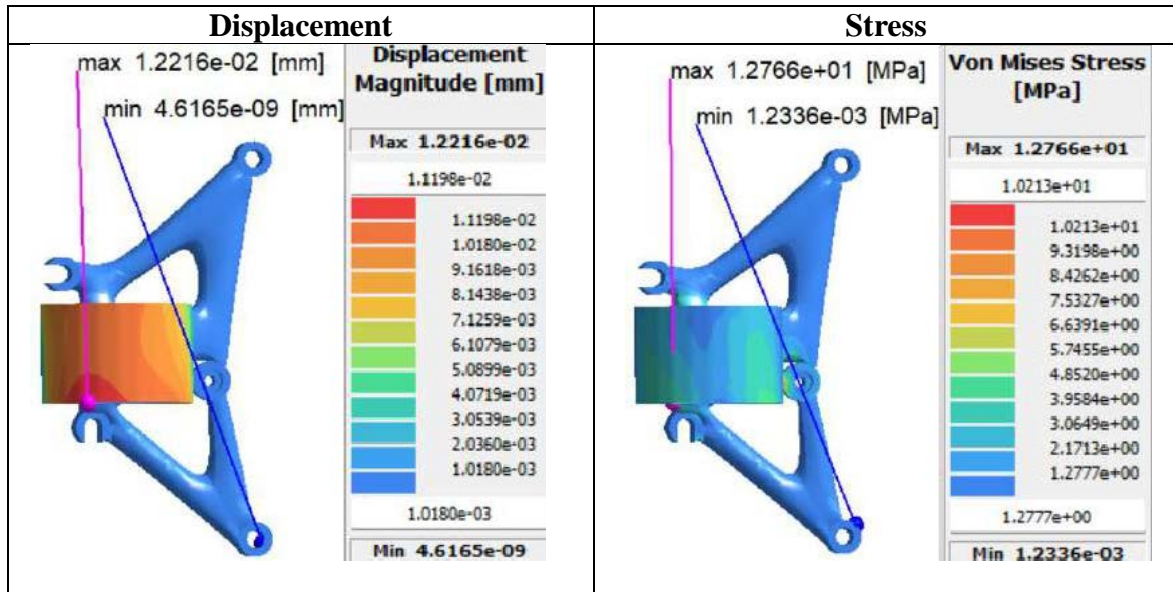 Displacement
max 1.2216e-02 [mm]
min 4.6165e-09 [mm]
Displacement
Magnitude [mm]
Max 1.2216e-02
1.1198e-02
1.1198e-02
1.0180e-02
9.1618e-03
8.1438e-03
7.1259e-03
6.1079e-03
5.0899e-03
4.0719e-03
3.0539e-03
2.0360e-03
1.0180e-03
1.0180e-03
Min 4.6165e-09
Stress
max 1.2766e+01 [MPa]
min 1.2336e-03 [MPa]
Von Mises Stress
[MPa]
Max 1.2766e+01
1.0213e+01
1.0213e+01
9.3198e+00
8.4262e+00
7.5327e+00
6.6391e+00
5.7455e+00
4.8520e+00
3.9584e+00
3.0649e+00
2.1713e+00
1.2777e+00
1.2777e+00
Min 1.2336e-03